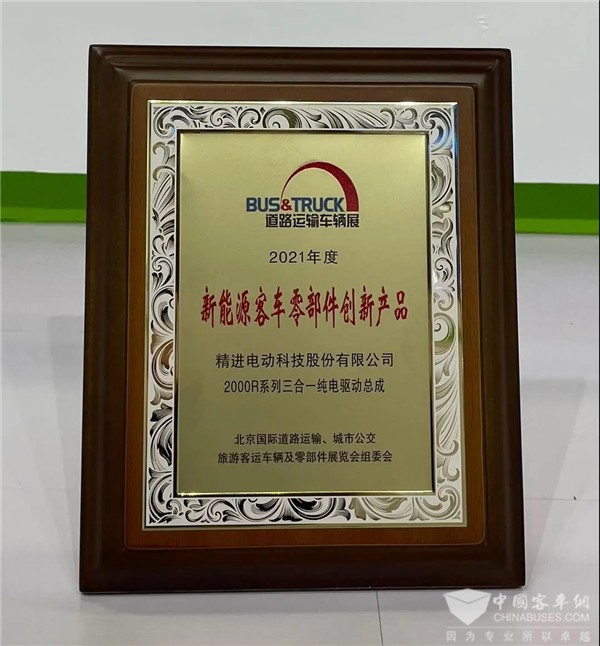 BUS&TRUCK
道路运输车辆展
2021年度
新能源客车零部件创新产品
精进电动科技股份有限公司
2000R系列三合一纯电驱动总成
北京国际道路运输、城市公交
旅游客运车辆及零部件展览会组委会
中國客车網
CHINABUSES.COM
因为专业所以卓越